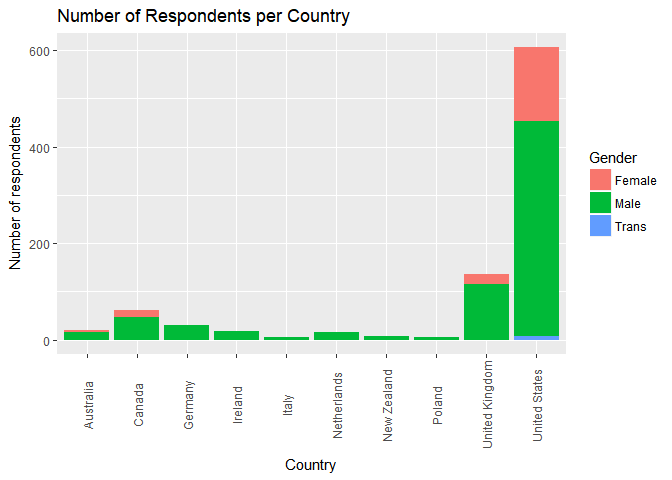 Number of Respondents per Country
Number of respondents
600
400
200
0
Australia
Canada
Germany
Ireland
Italy
Netherlands
New Zealand
Poland
United Kingdom
United States
Country
Gender
Female
Male
Trans